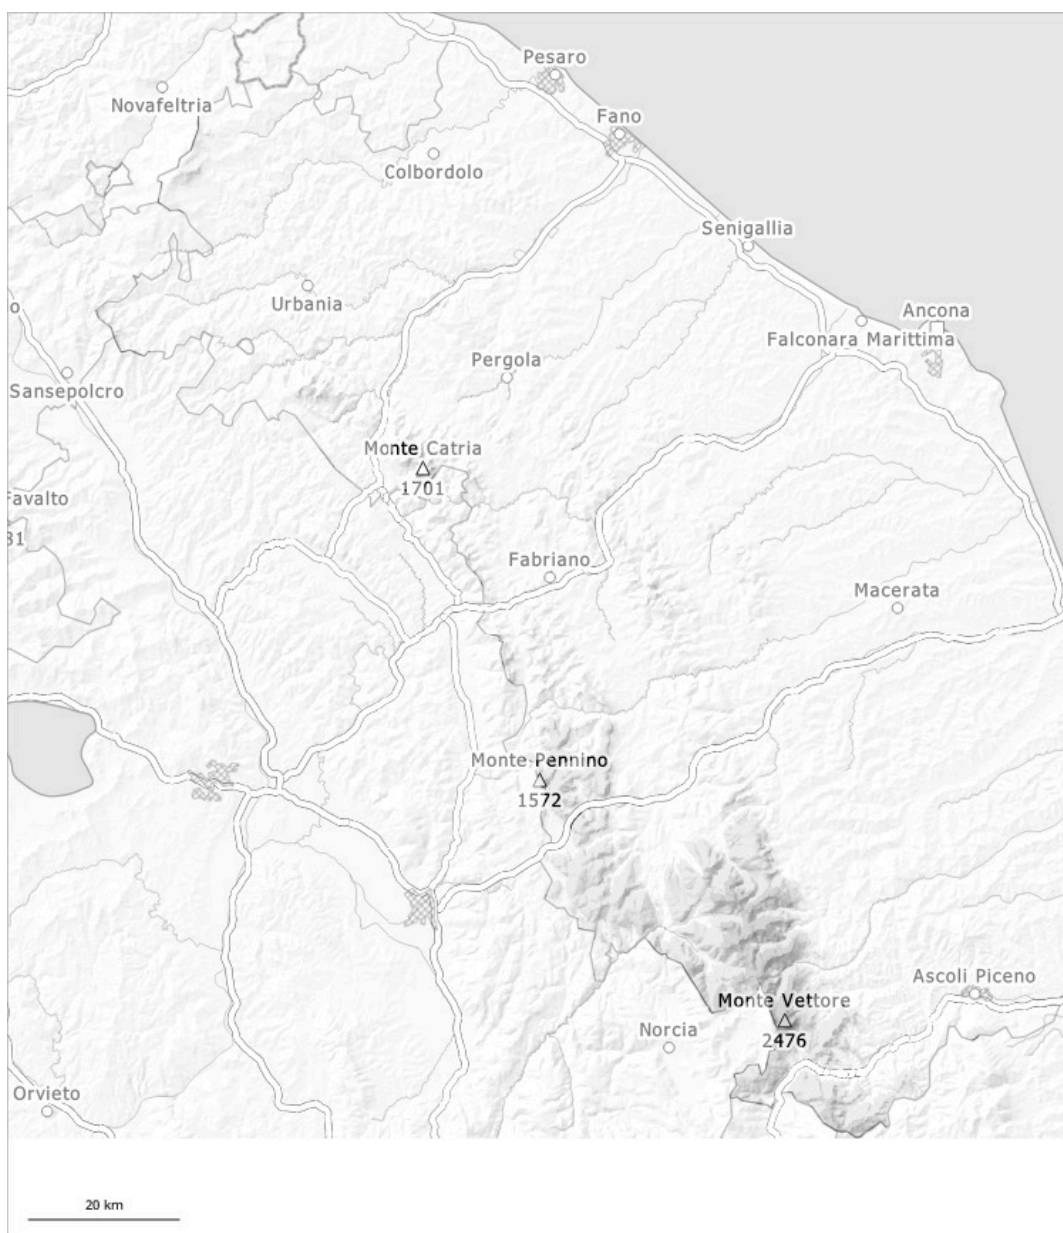 Pesaro
Novafeltria
Fano
Colbordolo
Senigallia
Urbania
o
Ancona
Falconara Marittima
Pergola
Sansepolcro
Monte Catria
1701
Favalto
31
Fabriano
Macerata
Monte Pennino
1572
Ascoli Piceno
Monte Vettore
2476
Norcia
Orvieto
20 km